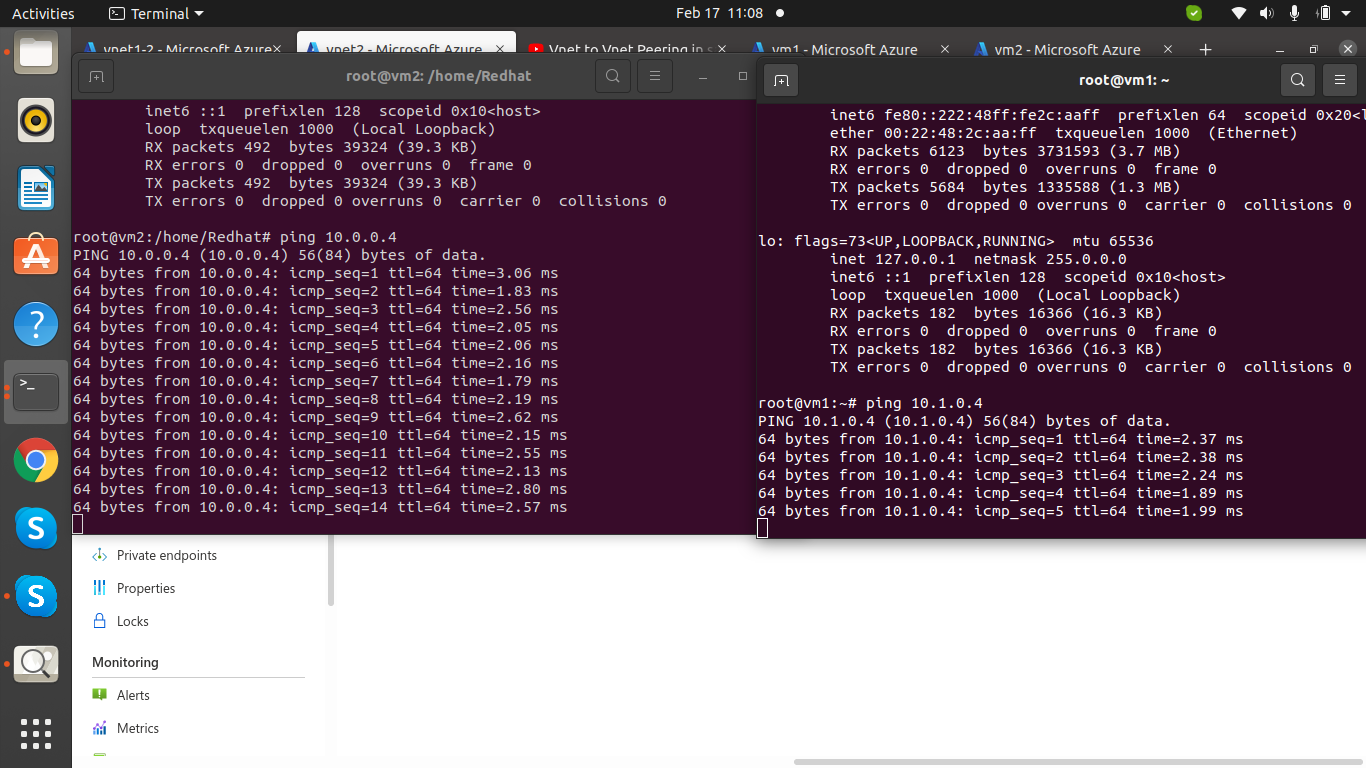 Activities
Terminal
Feb 17 11:08
vnet1-2 - Microsoft Azure
vnet2 - Microsoft Azure
Vnet to Vnet Peering in
vm1 - Microsoft Azure
vm2 - Microsoft Azure
root@vm2: /home/Redhat
inet6 ::1  prefixlen 128  scopeid 0x10<host>
loop  txqueuelen 1000  (Local Loopback)
RX packets 492  bytes 39324 (39.3 KB)
RX errors 0  dropped 0  overruns 0  frame 0
TX packets 492  bytes 39324 (39.3 KB)
TX errors 0  dropped 0 overruns 0  carrier 0  collisions 0
root@vm2:/home/Redhat# ping 10.0.0.4
PING 10.0.0.4 (10.0.0.4) 56(84) bytes of data.
64 bytes from 10.0.0.4: icmp_seq=1 ttl=64 time=3.06 ms
64 bytes from 10.0.0.4: icmp_seq=2 ttl=64 time=1.83 ms
64 bytes from 10.0.0.4: icmp_seq=3 ttl=64 time=2.56 ms
64 bytes from 10.0.0.4: icmp_seq=4 ttl=64 time=2.05 ms
64 bytes from 10.0.0.4: icmp_seq=5 ttl=64 time=2.06 ms
64 bytes from 10.0.0.4: icmp_seq=6 ttl=64 time=2.16 ms
64 bytes from 10.0.0.4: icmp_seq=7 ttl=64 time=1.79 ms
64 bytes from 10.0.0.4: icmp_seq=8 ttl=64 time=2.19 ms
64 bytes from 10.0.0.4: icmp_seq=9 ttl=64 time=2.62 ms
64 bytes from 10.0.0.4: icmp_seq=10 ttl=64 time=2.15 ms
64 bytes from 10.0.0.4: icmp_seq=11 ttl=64 time=2.55 ms
64 bytes from 10.0.0.4: icmp_seq=12 ttl=64 time=2.13 ms
64 bytes from 10.0.0.4: icmp_seq=13 ttl=64 time=2.80 ms
64 bytes from 10.0.0.4: icmp_seq=14 ttl=64 time=2.57 ms
root@vm1: ~
inet6 fe80::222:48ff:fe2c:aaff  prefixlen 64  scopeid 0x20<l
ether 00:22:48:2c:aa:ff  txqueuelen 1000  (Ethernet)
RX packets 6123  bytes 3731593 (3.7 MB)
RX errors 0  dropped 0  overruns 0  frame 0
TX packets 5684  bytes 1335588 (1.3 MB)
TX errors 0  dropped 0 overruns 0  carrier 0  collisions 0
lo: flags=73<UP,LOOPBACK,RUNNING>  mtu 65536
inet 127.0.0.1  netmask 255.0.0.0
inet6 ::1  prefixlen 128  scopeid 0x10<host>
loop  txqueuelen 1000  (Local Loopback)
RX packets 182  bytes 16366 (16.3 KB)
RX errors 0  dropped 0  overruns 0  frame 0
TX packets 182  bytes 16366 (16.3 KB)
TX errors 0  dropped 0 overruns 0  carrier 0  collisions 0
root@vm1:~# ping 10.1.0.4
PING 10.1.0.4 (10.1.0.4) 56(84) bytes of data.
64 bytes from 10.1.0.4: icmp_seq=1 ttl=64 time=2.37 ms
64 bytes from 10.1.0.4: icmp_seq=2 ttl=64 time=2.38 ms
64 bytes from 10.1.0.4: icmp_seq=3 ttl=64 time=2.24 ms
64 bytes from 10.1.0.4: icmp_seq=4 ttl=64 time=1.89 ms
64 bytes from 10.1.0.4: icmp_seq=5 ttl=64 time=1.99 ms
Private endpoints
Properties
Locks
Monitoring
Alerts
Metrics